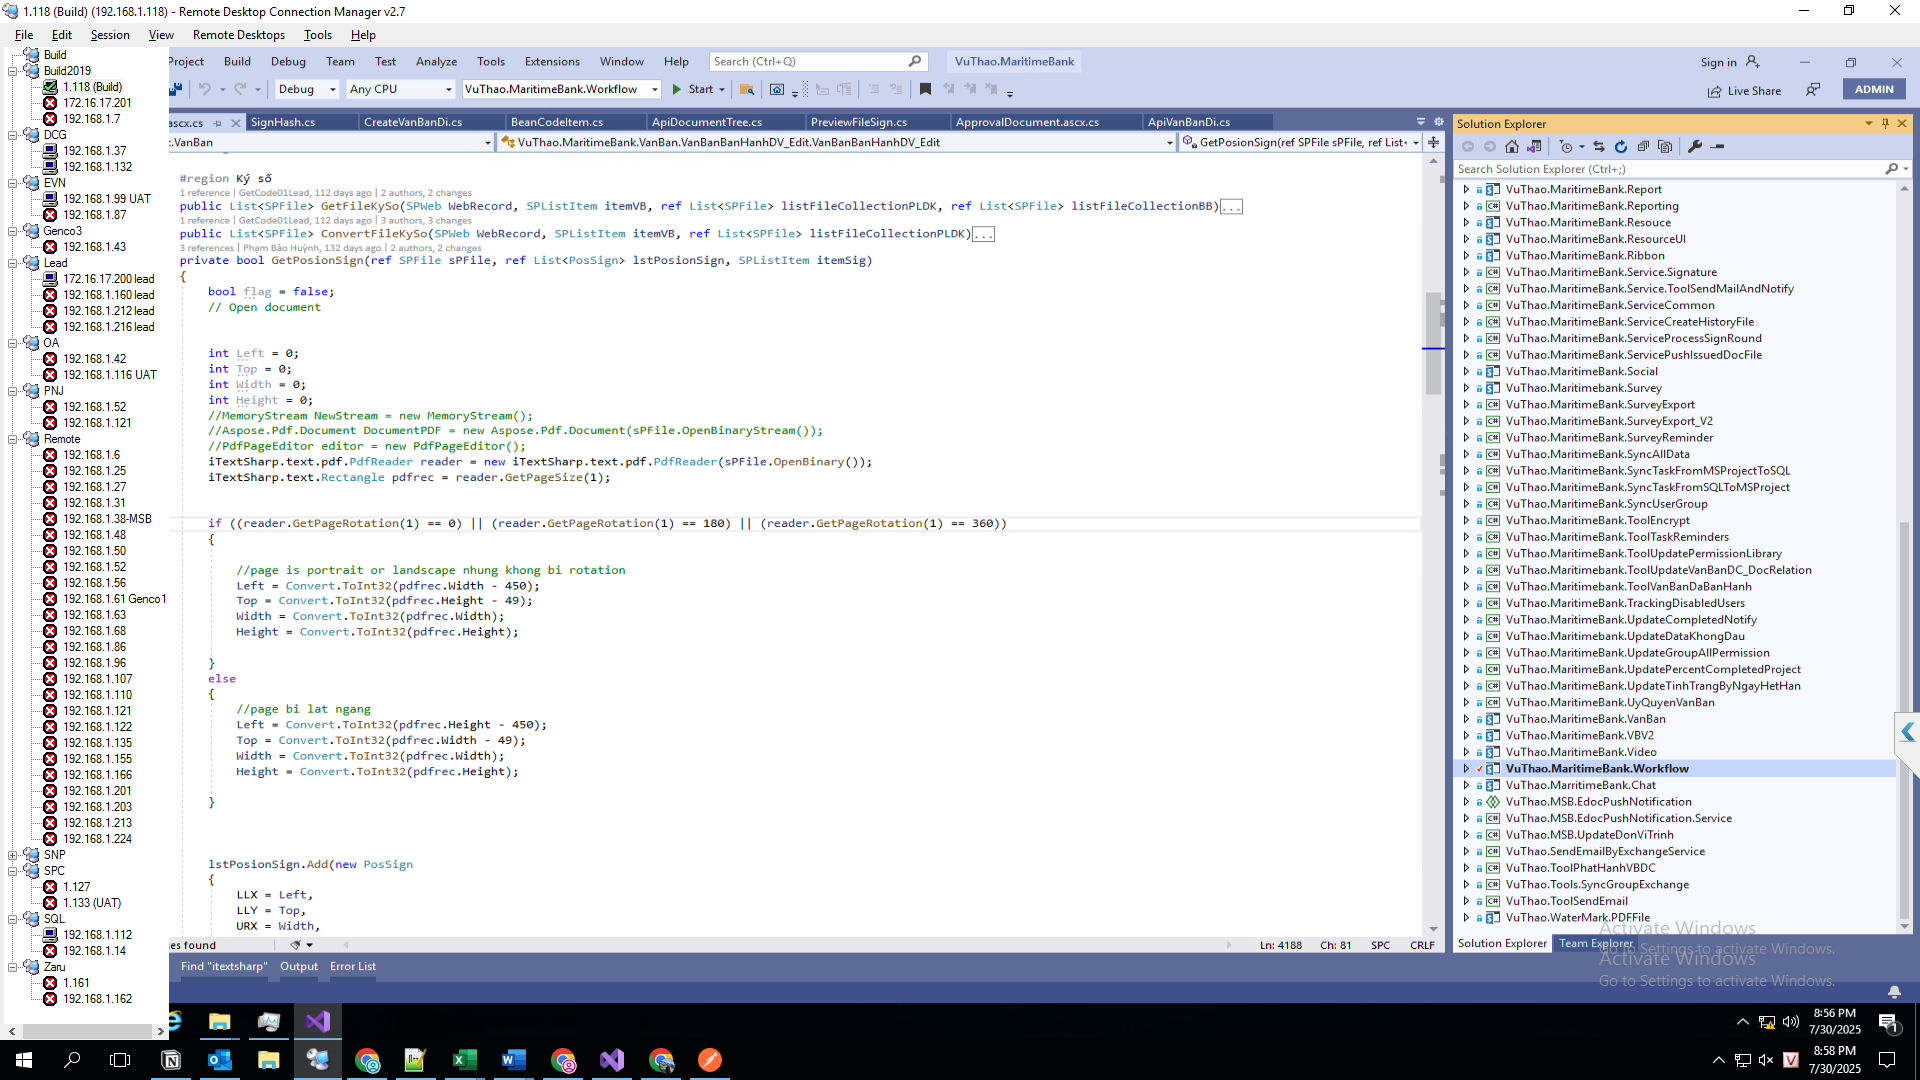 1.118 (Build) (192.168.1.118) - Remote Desktop Connection Manager v2.7
File Edit Session View Remote Desktops Tools Help
Build
Build2019
1.118 (Build)
172.16.17.201
192.168.1.7
DCG
192.168.1.37
192.168.1.132
EVN
192.168.1.99 UAT
192.168.1.87
Genco3
192.168.1.43
Lead
172.16.17.200 lead
192.168.1.160 lead
192.168.1.212 lead
192.168.1.216 lead
OA
192.168.1.42
192.168.1.116 UAT
PNJ
192.168.1.52
192.168.1.121
Remote
192.168.1.6
192.168.1.25
192.168.1.27
192.168.1.31
192.168.1.38-MSB
192.168.1.48
192.168.1.50
192.168.1.52
192.168.1.56
192.168.1.61 Genco1
192.168.1.63
192.168.1.68
192.168.1.86
192.168.1.96
192.168.1.107
192.168.1.110
192.168.1.121
192.168.1.122
192.168.1.135
192.168.1.155
192.168.1.166
192.168.1.201
192.168.1.203
192.168.1.213
192.168.1.224
SNP
SPC
1.127
1.133 (UAT)
SQL
192.168.1.112
192.168.1.14
Zaru
1.161
192.168.1.162
Project Build Debug Team Test Analyze Tools Extensions Window Help Search (Ctrl+Q) VuThao.MaritimeBank Sign in
Debug Any CPU VuThao.MaritimeBank.Workflow Start Live Share ADMIN
ascx.cs SignHash.cs CreateVanBanDi.cs BeanCodeItem.cs ApiDocumentTree.cs PreviewFileSign.cs ApprovalDocument.ascx.cs ApiVanBanDi.cs
.VanBan VuThao.MaritimeBank.VanBan.VanBanBanHanhDV_Edit.VanBanBanHanhDV_Edit GetPosionSign(ref SPFile sPFile, ref List<
#region Ký số
1 reference | GetCode01Lead, 112 days ago | 2 authors, 2 changes
public List<SPFile> GetFileKySo(SPWeb WebRecord, SPListItem itemVB, ref List<SPFile> listFileCollectionPLDK, ref List<SPFile> listFileCollectionBB)...
1 reference | GetCode01Lead, 112 days ago | 3 authors, 3 changes
public List<SPFile> ConvertFileKySo(SPWeb WebRecord, SPListItem itemVB, ref List<SPFile> listFileCollectionPLDK)...
3 references | Pham Bảo Huỳnh, 132 days ago | 2 authors, 2 changes
private bool GetPosionSign(ref SPFile sPFile, ref List<PosSign> lstPosionSign, SPListItem itemSig)
{
bool flag = false;
// Open document
int Left = 0;
int Top = 0;
int Width = 0;
int Height = 0;
//MemoryStream NewStream = new MemoryStream();
//Aspose.Pdf.Document DocumentPDF = new Aspose.Pdf.Document(sPFile.OpenBinaryStream());
//PdfPageEditor editor = new PdfPageEditor();
iTextSharp.text.pdf.PdfReader reader = new iTextSharp.text.pdf.PdfReader(sPFile.OpenBinary());
iTextSharp.text.Rectangle pdfrec = reader.GetPageSize(1);
if ((reader.GetPageRotation(1) == 0) || (reader.GetPageRotation(1) == 180) || (reader.GetPageRotation(1) == 360))
{
//page is portrait or landscape nhung khong bi rotation
Left = Convert.ToInt32(pdfrec.Width - 450);
Top = Convert.ToInt32(pdfrec.Height - 49);
Width = Convert.ToInt32(pdfrec.Width);
Height = Convert.ToInt32(pdfrec.Height);
}
else
{
//page bi lat ngang
Left = Convert.ToInt32(pdfrec.Height - 450);
Top = Convert.ToInt32(pdfrec.Width - 49);
Width = Convert.ToInt32(pdfrec.Width);
Height = Convert.ToInt32(pdfrec.Height);
}
lstPosionSign.Add(new PosSign
{
LLX = Left,
LLY = Top,
URX = Width,
es found
Ln: 4188 Ch: 81 SPC CRLF
Find "itextsharp" Output Error List
Solution Explorer
Search Solution Explorer (Ctrl+;)
VuThao.MaritimeBank.Report
VuThao.MaritimeBank.Reporting
VuThao.MaritimeBank.Resouce
VuThao.MaritimeBank.ResourceUI
VuThao.MaritimeBank.Ribbon
VuThao.MaritimeBank.Service.Signature
VuThao.MaritimeBank.Service.ToolSendMailAndNotify
VuThao.MaritimeBank.ServiceCommon
VuThao.MaritimeBank.ServiceCreateHistoryFile
VuThao.MaritimeBank.ServiceProcessSignRound
VuThao.MaritimeBank.ServicePushIssuedDocFile
VuThao.MaritimeBank.Social
VuThao.MaritimeBank.Survey
VuThao.MaritimeBank.SurveyExport
VuThao.MaritimeBank.SurveyExport_V2
VuThao.MaritimeBank.SurveyReminder
VuThao.MaritimeBank.SyncAllData
VuThao.MaritimeBank.SyncTaskFromMSProjectToSQL
VuThao.MaritimeBank.SyncTaskFromSQLToMSProject
VuThao.MaritimeBank.SyncUserGroup
VuThao.MaritimeBank.ToolEncrypt
VuThao.MaritimeBank.ToolTaskReminders
VuThao.MaritimeBank.ToolUpdatePermissionLibrary
VuThao.MaritimeBank.ToolUpdateVanBanDC_DocRelation
VuThao.MaritimeBank.ToolVanBanDaBanHanh
VuThao.MaritimeBank.TrackingDisabledUsers
VuThao.MaritimeBank.UpdateCompletedNotify
VuThao.MaritimeBank.UpdateDataKhongDau
VuThao.MaritimeBank.UpdateGroupAllPermission
VuThao.MaritimeBank.UpdatePercentCompletedProject
VuThao.MaritimeBank.UpdateTinhTrangByNgayHetHan
VuThao.MaritimeBank.UyQuyenVanBan
VuThao.MaritimeBank.VanBan
VuThao.MaritimeBank.VBV2
VuThao.MaritimeBank.Video
VuThao.MaritimeBank.Workflow
VuThao.MarritimeBank.Chat
VuThao.MSB.EdocPushNotification
VuThao.MSB.EdocPushNotification.Service
VuThao.MSB.UpdateDonViTrinh
VuThao.SendEmailByExchangeService
VuThao.ToolPhatHanhVBDC
VuThao.Tools.SyncGroupExchange
VuThao.ToolSendEmail
VuThao.WaterMark.PDFFile
Activate Windows
Solution Explorer Team Explorer
Go to Settings to activate Windows.
Activate Windows
Go to Settings to activate Windows.
8:56 PM
7/30/2025
1
8:58 PM
7/30/2025